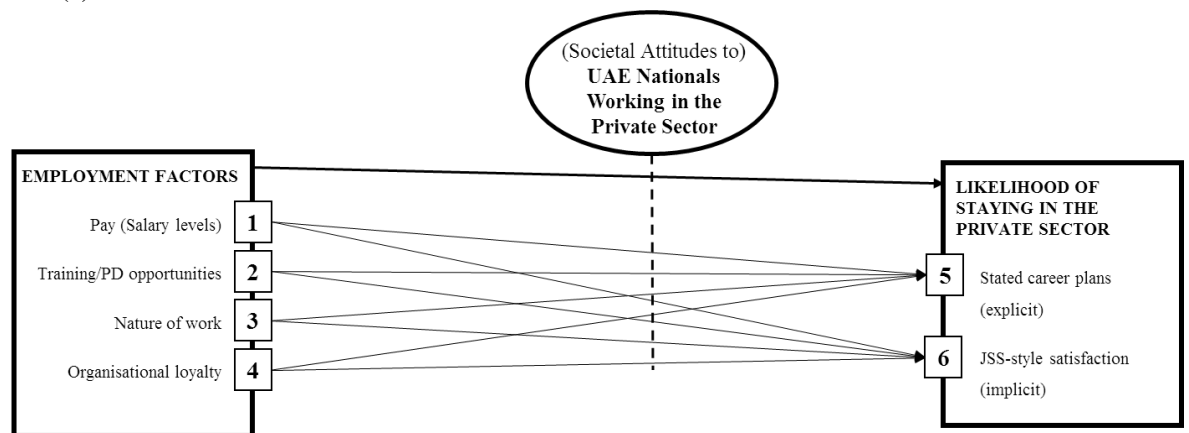 (Societal Attitudes to)
UAE Nationals
Working in the
Private Sector
EMPLOYMENT FACTORS
Pay (Salary levels)
1
Training/PD opportunities
2
Nature of work
3
Organisational loyalty
4
LIKELIHOOD OF
STAYING IN THE
PRIVATE SECTOR
5
Stated career plans
(explicit)
6
JSS-style satisfaction
(implicit)